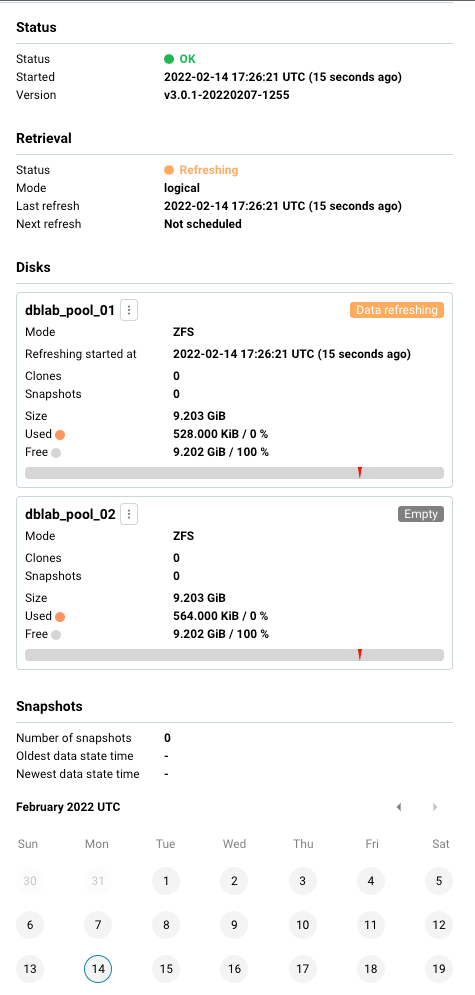 Status
Status OK
Started 2022-02-14 17:26:21 UTC (15 seconds ago)
Version v3.0.1-20220207-1255
Retrieval
Status Refreshing
Mode logical
Last refresh 2022-02-14 17:26:21 UTC (15 seconds ago)
Next refresh Not scheduled
Disks
dblab_pool_01 Data refreshing
Mode ZFS
Refreshing started at 2022-02-14 17:26:21 UTC (15 seconds ago)
Clones 0
Snapshots 0
Size 9.203 GiB
Used 528.000 KiB / 0 %
Free 9.202 GiB / 100 %
dblab_pool_02 Empty
Mode ZFS
Clones 0
Snapshots 0
Size 9.203 GiB
Used 564.000 KiB / 0 %
Free 9.202 GiB / 100 %
Snapshots
Number of snapshots 0
Oldest data state time -
Newest data state time -
February 2022 UTC
Sun Mon Tue Wed Thu Fri Sat
30 31 1 2 3 4 5
6 7 8 9 10 11 12
13 14 15 16 17 18 19